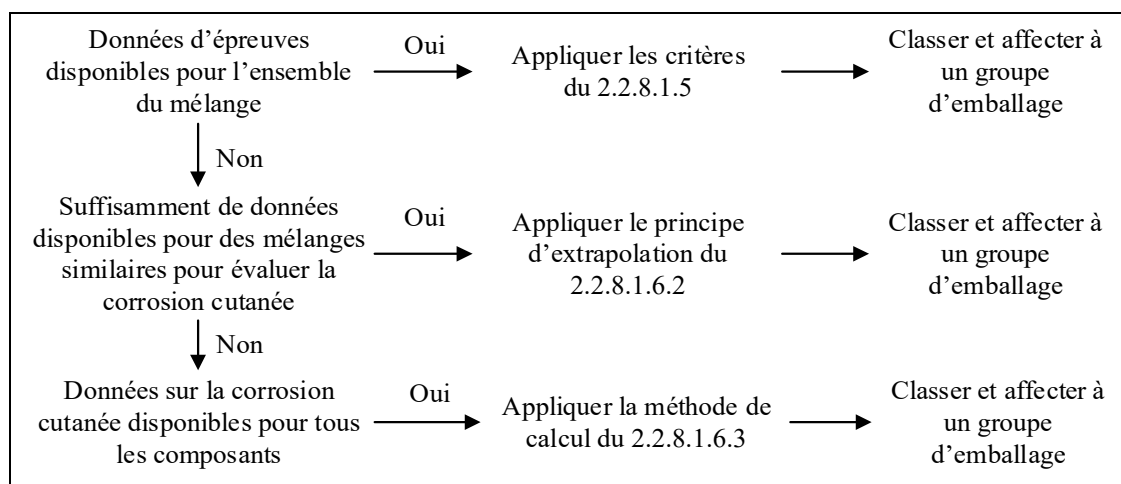 Données d’épreuves
disponibles pour l’ensemble
du mélange
Oui
Appliquer les critères
du 2.2.8.1.5
Classer et affecter à
un groupe
d’emballage
Non
Suffisamment de données
disponibles pour des mélanges
similaires pour évaluer la
corrosion cutanée
Oui
Appliquer le principe
d’extrapolation du
2.2.8.1.6.2
Classer et affecter à
un groupe
d’emballage
Non
Données sur la corrosion
cutanée disponibles pour tous
les composants
Oui
Appliquer la méthode de
calcul du 2.2.8.1.6.3
Classer et affecter à
un groupe
d’emballage